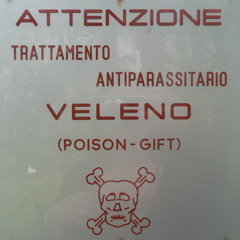 ATTENZIONE
TRATTAMENTO
ANTIPARASSITARIO
VELENO
(POISON-GIFT)